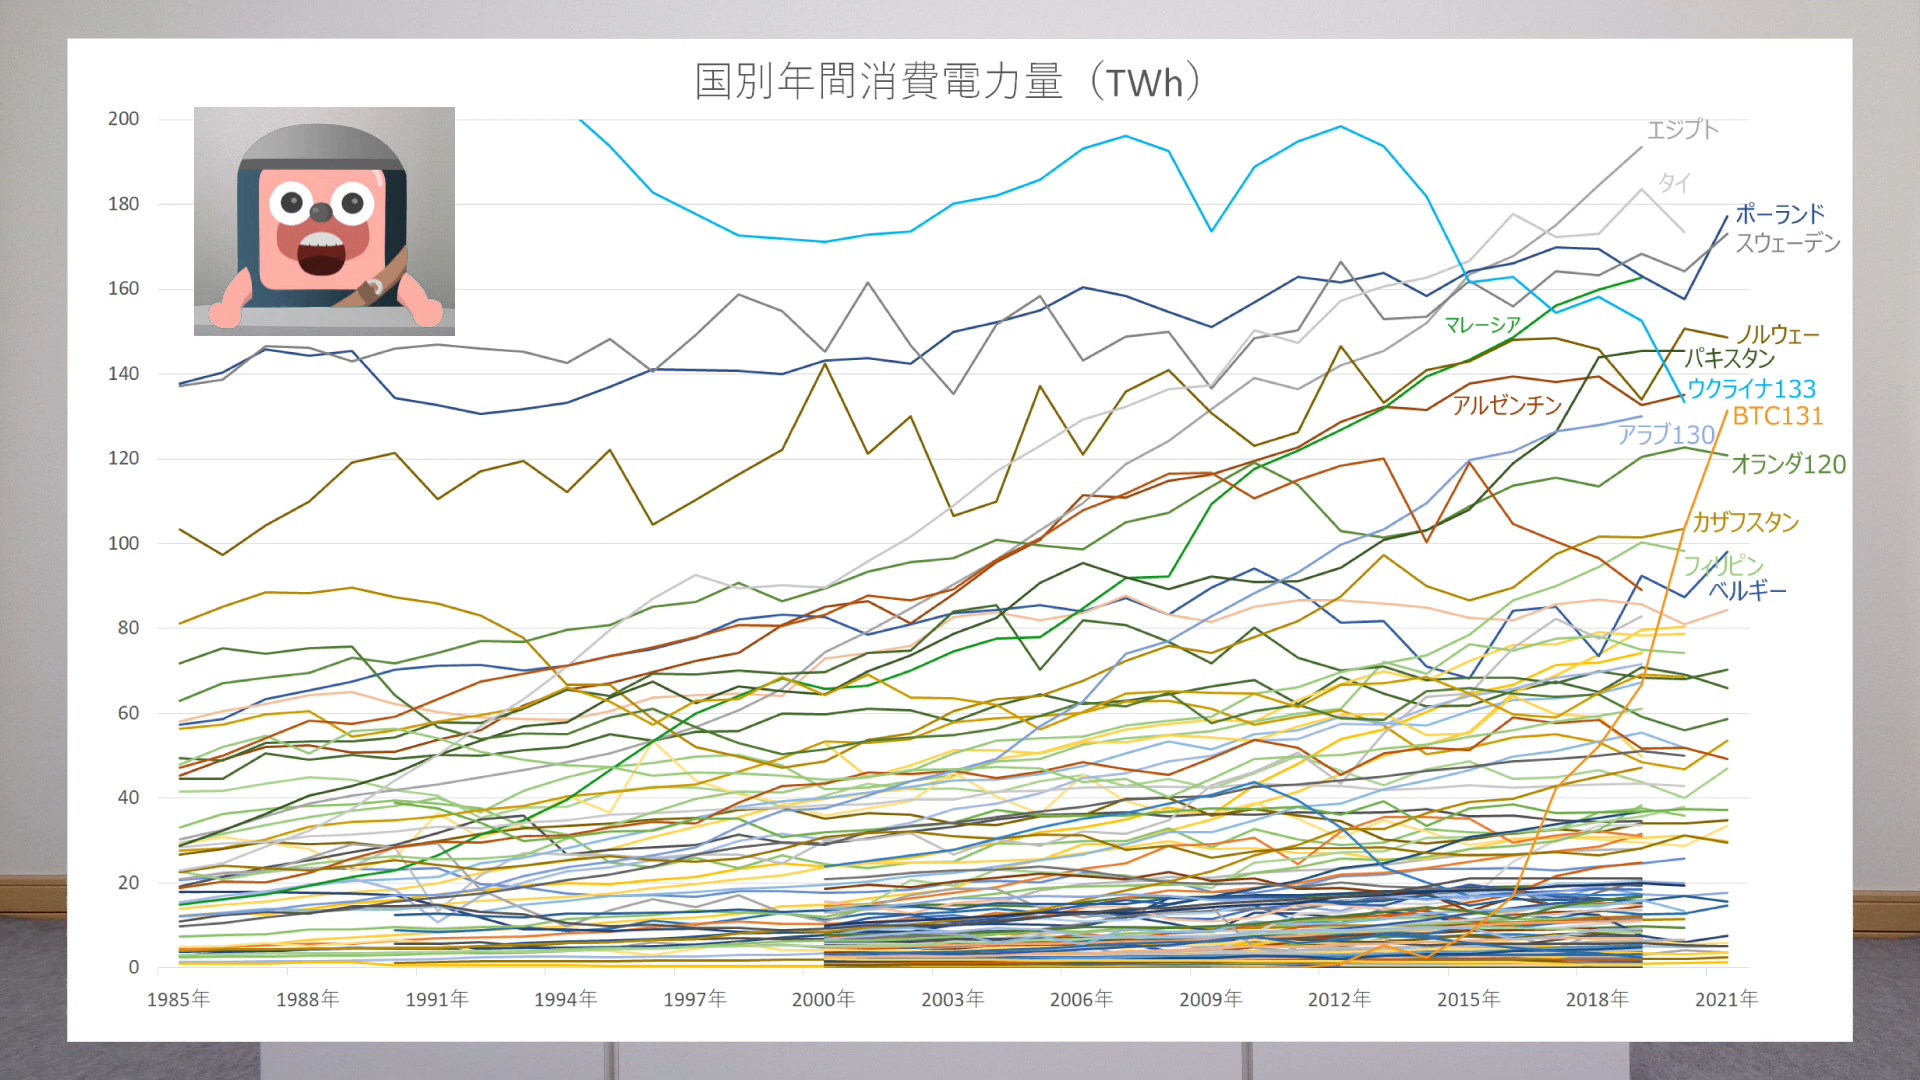 国別年間消費電力量（TWh）
200
180
160
140
120
100
80
60
40
20
0
エジプト
タイ
ポーランド
スウェーデン
マレーシア
ノルウェー
パキスタン
ウクライナ133
アルゼンチン
BTC131
アラブ130
オランダ120
カザフスタン
フィリピン
ベルギー
1985年 1988年 1991年 1994年 1997年 2000年 2003年 2006年 2009年 2012年 2015年 2018年 2021年